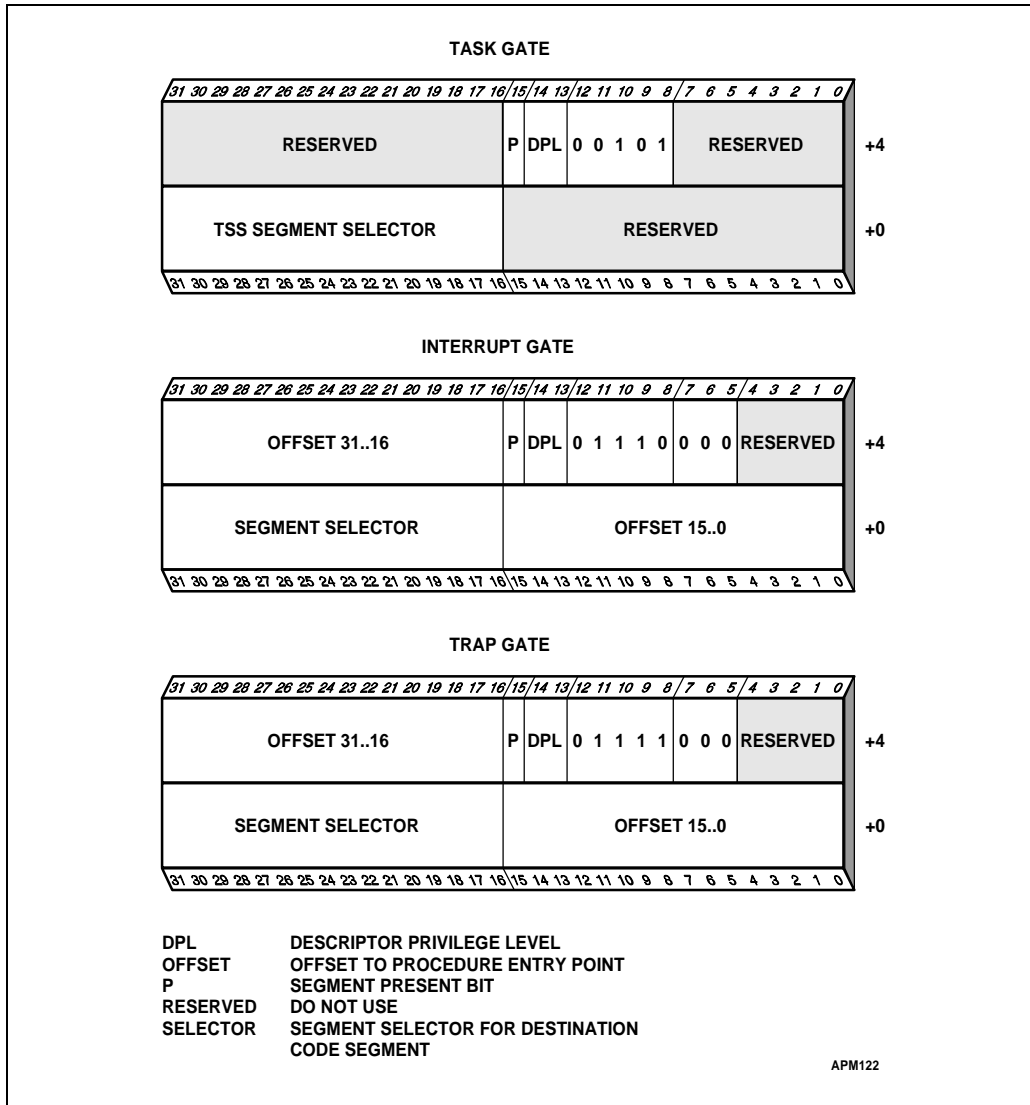 TASK GATE
31 30 29 28 27 26 25 24 23 22 21 20 19 18 17 16 15 14 13 12 11 10 9 8 7 6 5 4 3 2 1 0
RESERVED P DPL 0 0 1 0 1 RESERVED +4
TSS SEGMENT SELECTOR RESERVED +0
31 30 29 28 27 26 25 24 23 22 21 20 19 18 17 16 15 14 13 12 11 10 9 8 7 6 5 4 3 2 1 0
INTERRUPT GATE
31 30 29 28 27 26 25 24 23 22 21 20 19 18 17 16 15 14 13 12 11 10 9 8 7 6 5 4 3 2 1 0
OFFSET 31..16 P DPL 0 1 1 1 0 0 0 0 RESERVED +4
SEGMENT SELECTOR OFFSET 15..0 +0
31 30 29 28 27 26 25 24 23 22 21 20 19 18 17 16 15 14 13 12 11 10 9 8 7 6 5 4 3 2 1 0
TRAP GATE
31 30 29 28 27 26 25 24 23 22 21 20 19 18 17 16 15 14 13 12 11 10 9 8 7 6 5 4 3 2 1 0
OFFSET 31..16 P DPL 0 1 1 1 1 0 0 0 RESERVED +4
SEGMENT SELECTOR OFFSET 15..0 +0
31 30 29 28 27 26 25 24 23 22 21 20 19 18 17 16 15 14 13 12 11 10 9 8 7 6 5 4 3 2 1 0
DPL DESCRIPTOR PRIVILEGE LEVEL
OFFSET OFFSET TO PROCEDURE ENTRY POINT
P SEGMENT PRESENT BIT
RESERVED DO NOT USE
SELECTOR SEGMENT SELECTOR FOR DESTINATION
CODE SEGMENT
APM122